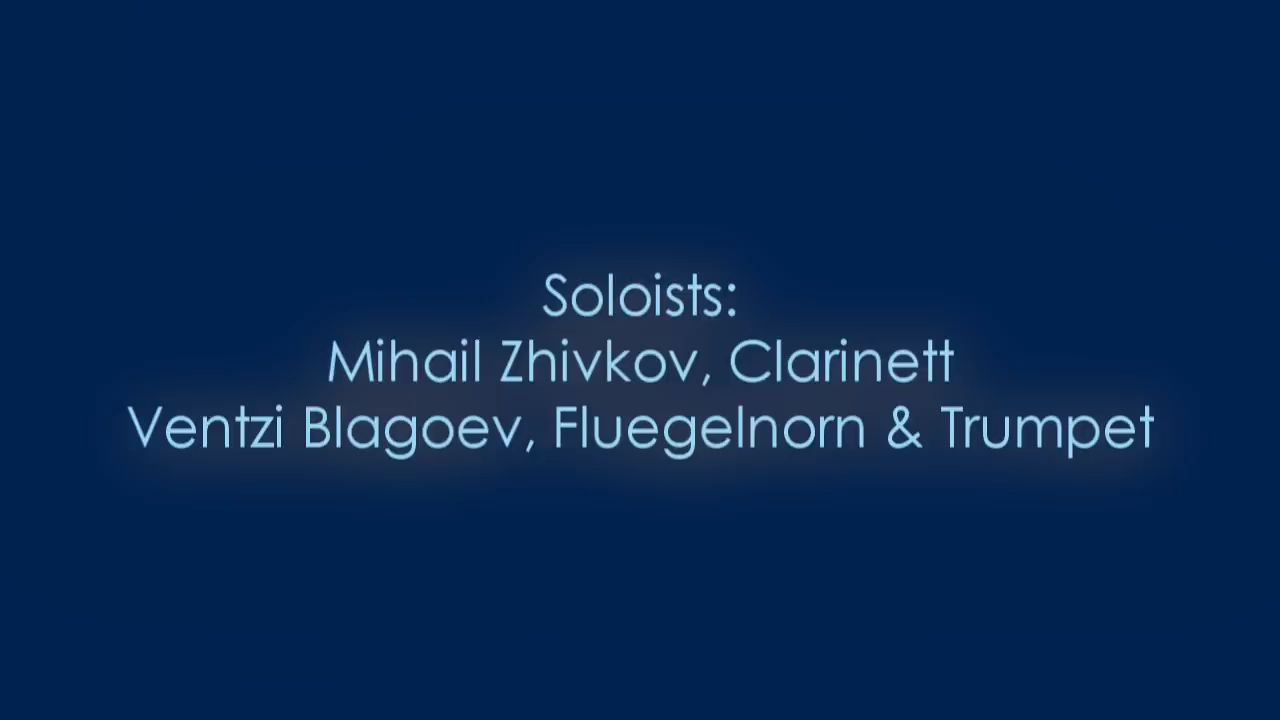 Soloists:
Mihail Zhivkov, Clarinett
Ventzi Blagoev, Fluegelnorn & Trumpet